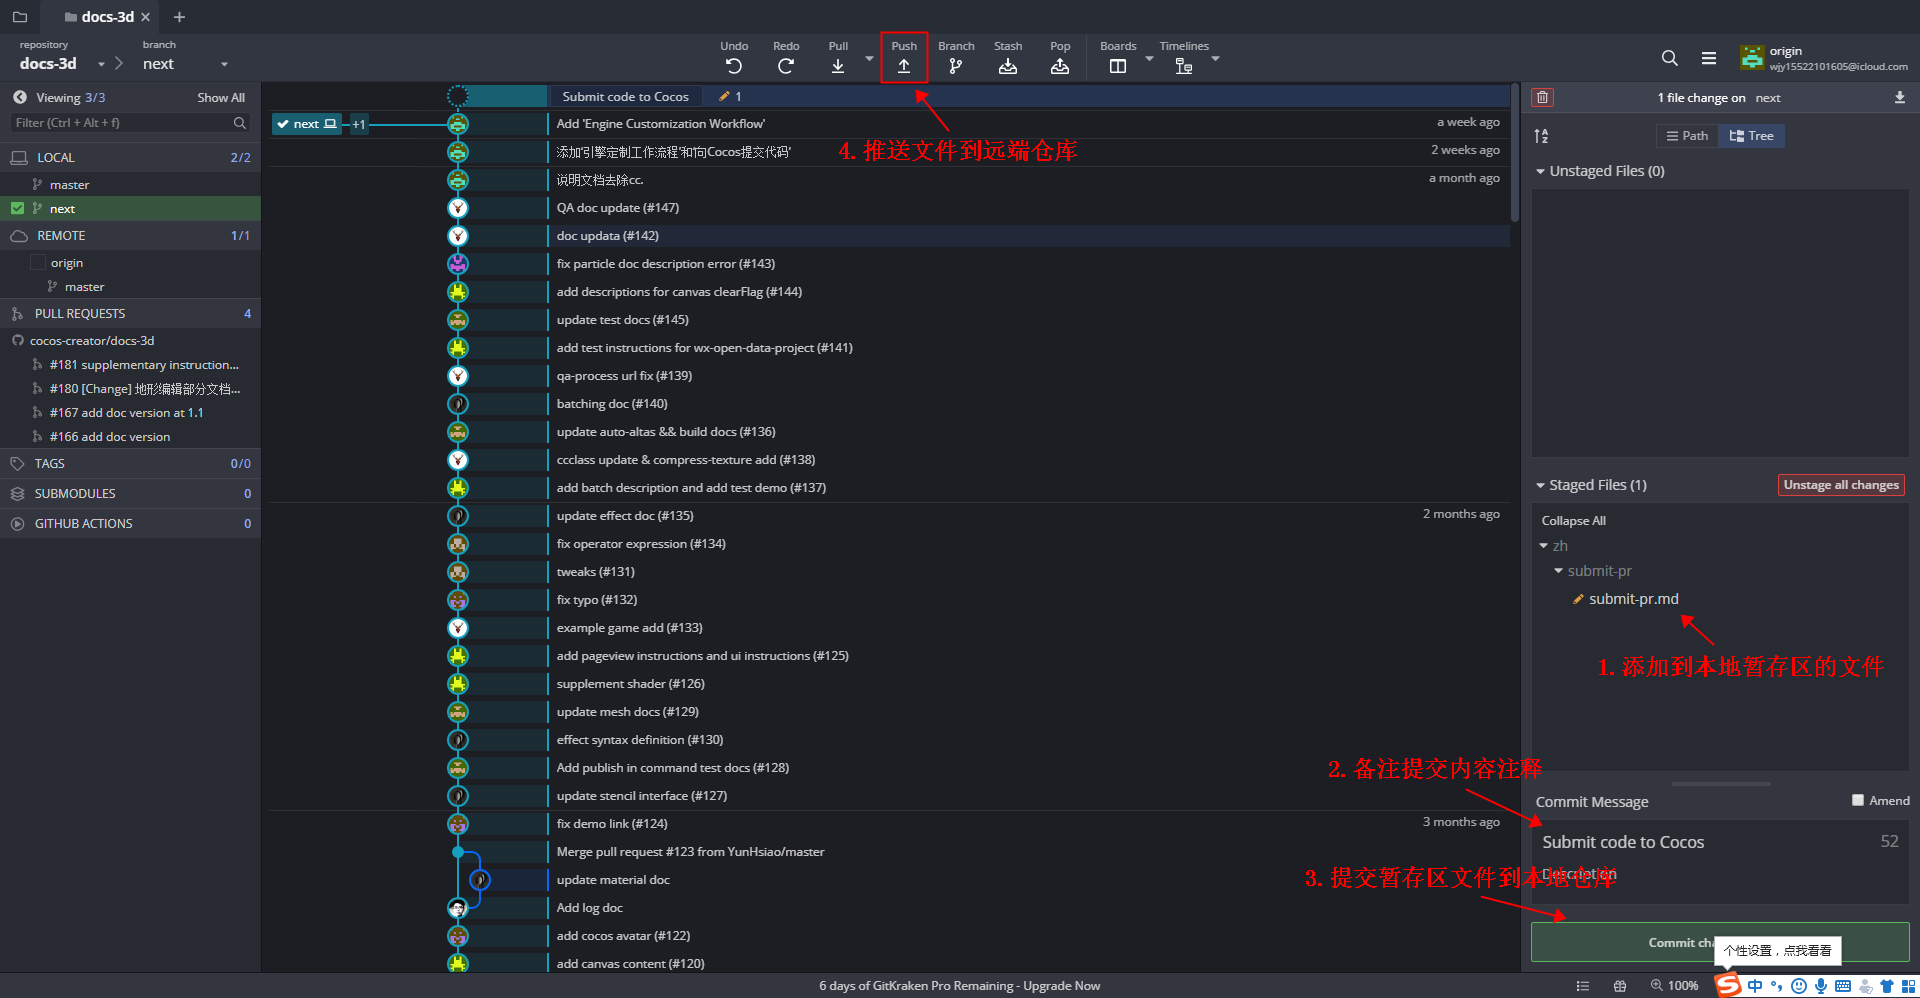 docs-3d
repository
docs-3d
branch
next
Undo
Redo
Pull
Push
Branch
Stash
Pop
Boards
Timelines
origin
wjy15522101605@icloud.com
Viewing 3/3
Show All
Filter (Ctrl + Alt + f)
LOCAL 2/2
master
next
REMOTE 1/1
origin
master
PULL REQUESTS 4
cocos-creator/docs-3d
#181 supplementary instruction...
#180 [Change] 地形编辑部分文档...
#167 add doc version at 1.1
#166 add doc version
TAGS 0/0
SUBMODULES 0
GITHUB ACTIONS 0
Submit code to Cocos 1
next +1
Add 'Engine Customization Workflow' a week ago
添加'引擎定制工作流程'和'向Cocos提交代码' 2 weeks ago
说明文档去除cc. a month ago
QA doc update (#147)
doc updata (#142)
fix particle doc description error (#143)
add descriptions for canvas clearFlag (#144)
update test docs (#145)
add test instructions for wx-open-data-project (#141)
qa-process url fix (#139)
batching doc (#140)
update auto-altas && build docs (#136)
ccclass update & compress-texture add (#138)
add batch description and add test demo (#137)
update effect doc (#135) 2 months ago
fix operator expression (#134)
tweaks (#131)
fix typo (#132)
example game add (#133)
add pageview instructions and ui instructions (#125)
supplement shader (#126)
update mesh docs (#129)
effect syntax definition (#130)
Add publish in command test docs (#128)
update stencil interface (#127)
fix demo link (#124) 3 months ago
Merge pull request #123 from YunHsiao/master
update material doc
Add log doc
add cocos avatar (#122)
add canvas content (#120)
4. 推送文件到远端仓库
1 file change on next
Path
Tree
Unstaged Files (0)
Staged Files (1)
Unstage all changes
Collapse All
zh
submit-pr
submit-pr.md
1. 添加到本地暂存区的文件
2. 备注提交内容注释
Commit Message
Amend
Submit code to Cocos 52
3. 提交暂存区文件到本地仓库
Description
Commit cha
个性设置，点我看看
6 days of GitKraken Pro Remaining - Upgrade Now
100%
S 中